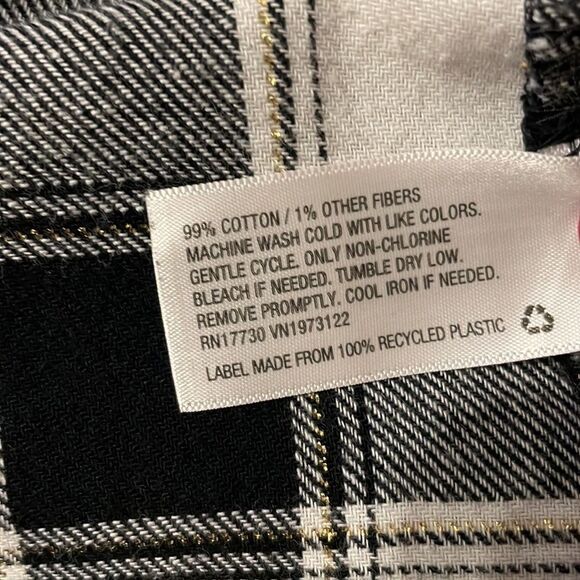 99% COTTON / 1% OTHER FIBERS
MACHINE WASH COLD WITH LIKE COLORS.
GENTLE CYCLE. ONLY NON-CHLORINE
BLEACH IF NEEDED. TUMBLE DRY LOW.
REMOVE PROMPTLY. COOL IRON IF NEEDED.
RN17730 VN1973122
LABEL MADE FROM 100% RECYCLED PLASTIC